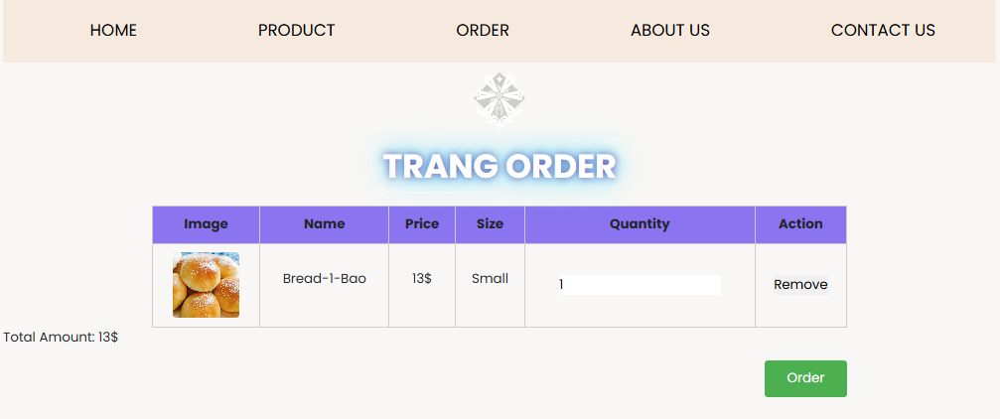 HOME PRODUCT ORDER ABOUT US CONTACT US
TRANG ORDER
Image Name Price Size Quantity Action
Bread-1-Bao 13$ Small 1 Remove
Total Amount: 13$
Order